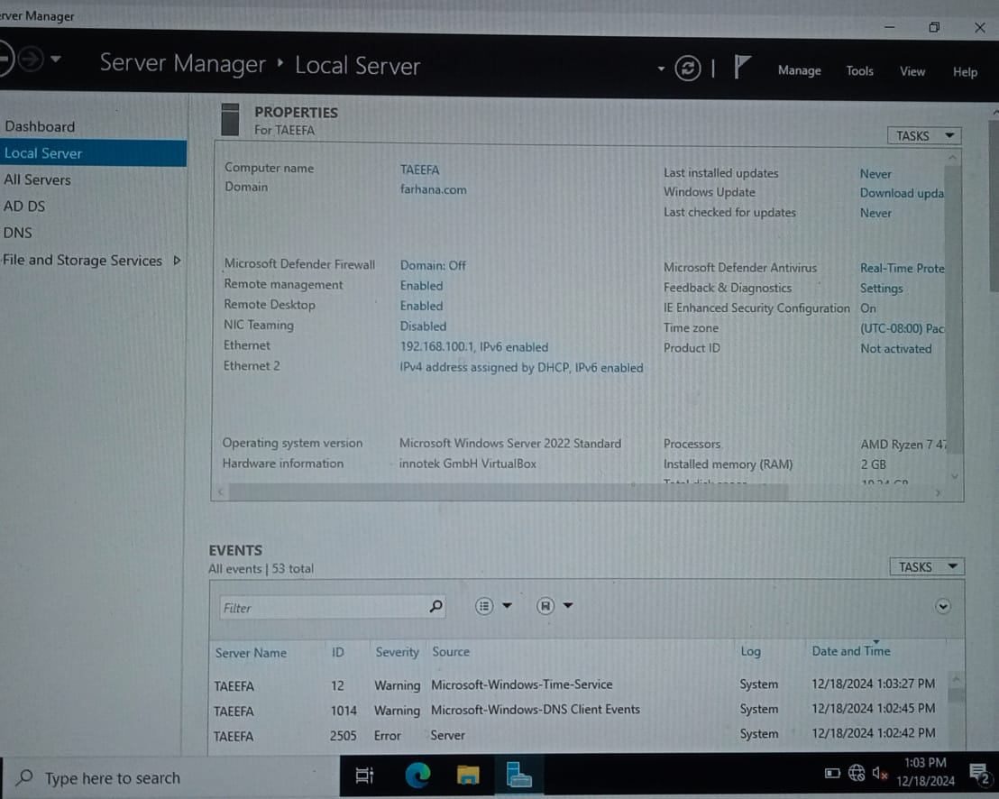 rver Manager
Server Manager ‣ Local Server
Manage Tools View Help
Dashboard
Local Server
All Servers
AD DS
DNS
File and Storage Services
PROPERTIES
For TAEEFA
TASKS
Computer name TAEEFA
Domain farhana.com
Last installed updates Never
Windows Update Download upda
Last checked for updates Never
Microsoft Defender Firewall Domain: Off
Remote management Enabled
Remote Desktop Enabled
NIC Teaming Disabled
Ethernet 192.168.100.1, IPv6 enabled
Ethernet 2 IPv4 address assigned by DHCP, IPv6 enabled
Microsoft Defender Antivirus Real-Time Prote
Feedback & Diagnostics Settings
IE Enhanced Security Configuration On
Time zone (UTC-08:00) Pac
Product ID Not activated
Operating system version Microsoft Windows Server 2022 Standard
Hardware information innotek GmbH VirtualBox
Processors AMD Ryzen 7 47
Installed memory (RAM) 2 GB
EVENTS
All events | 53 total
TASKS
Filter
Server Name ID Severity Source Log Date and Time
TAEEFA 12 Warning Microsoft-Windows-Time-Service System 12/18/2024 1:03:27 PM
TAEEFA 1014 Warning Microsoft-Windows-DNS Client Events System 12/18/2024 1:02:45 PM
TAEEFA 2505 Error Server System 12/18/2024 1:02:42 PM
Type here to search
1:03 PM
12/18/2024
2